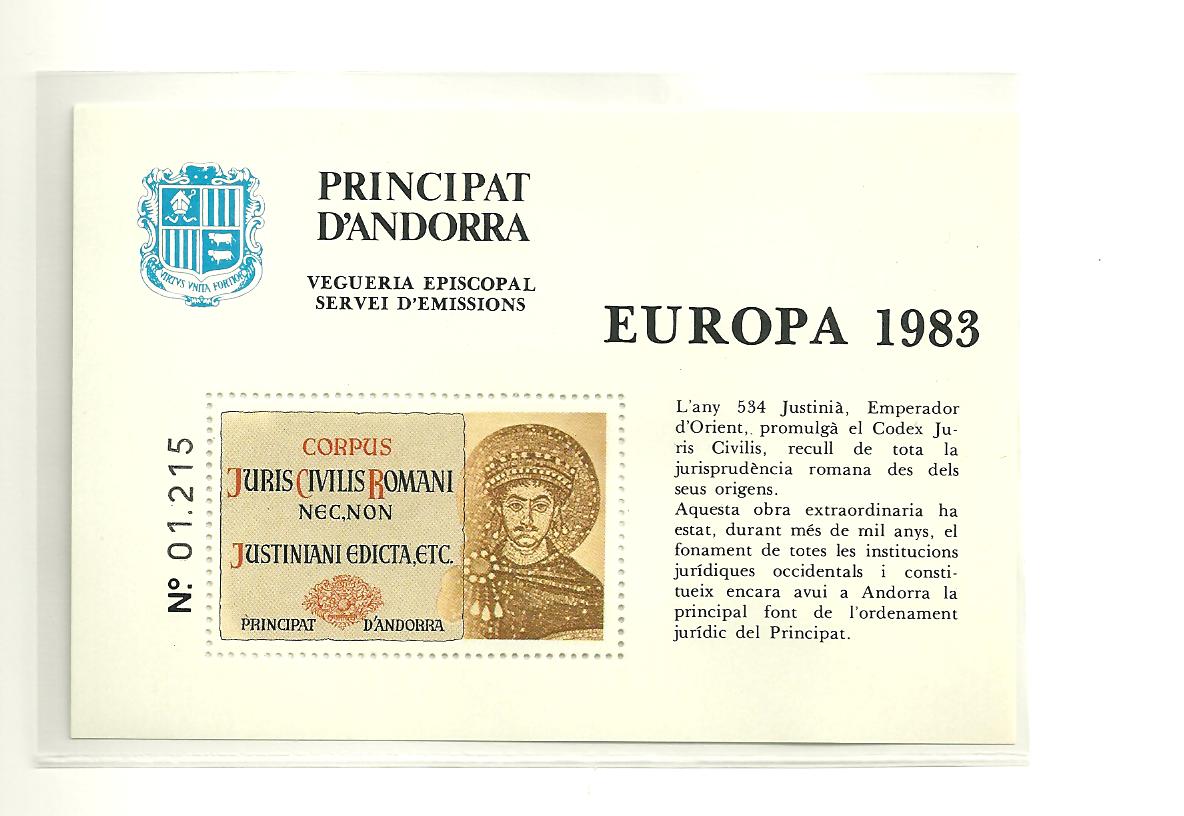 PRINCIPAT
D'ANDORRA
VEGUERIA EPISCOPAL
SERVEI D'EMISSIONS
VIRTVS VNITA FORTIOR
EUROPA 1983
Nº 01.215
CORPUS
JURIS CIVILIS ROMANI
NEC,NON
JUSTINIANI EDICTA,ETC.
PRINCIPAT D'ANDORRA
L'any 534 Justinià, Emperador
d'Orient, promulgà el Codex Ju-
ris Civilis, recull de tota la
jurisprudència romana des dels
seus origens.
Aquesta obra extraordinaria ha
estat, durant més de mil anys, el
fonament de totes les institucions
jurídiques occidentals i consti-
tueix encara avui a Andorra la
principal font de l'ordenament
jurídic del Principat.